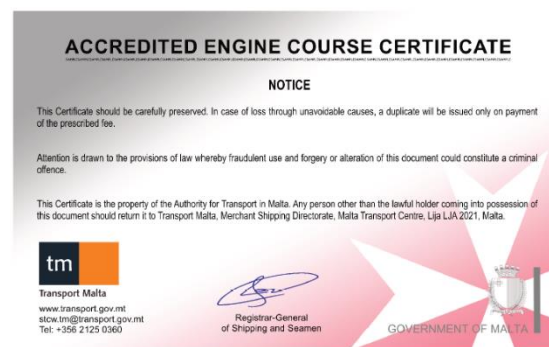 ACCREDITED ENGINE COURSE CERTIFICATE
NOTICE
This Certificate should be carefully preserved. In case of loss through unavoidable causes, a duplicate will be issued only on payment
of the prescribed fee.
Attention is drawn to the provisions of law whereby fraudulent use and forgery or alteration of this document could constitute a criminal
offence.
This Certificate is the property of the Authority for Transport in Malta. Any person other than the lawful holder coming into possession of
this document should return it to Transport Malta, Merchant Shipping Directorate, Malta Transport Centre, Lija LJA 2021, Malta.
tm
Transport Malta
www.transport.gov.mt
stcw.tm@transport.gov.mt
Tel: +356 2125 0360
Registrar-General
of Shipping and Seamen
GOVERNMENT OF MALTA